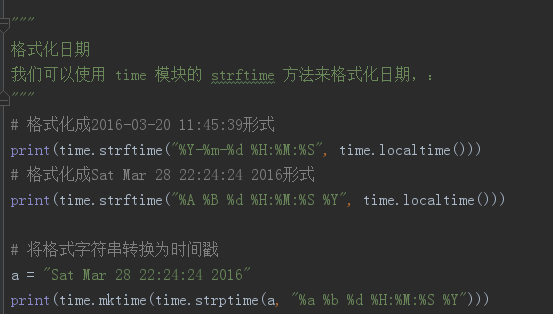 """
格式化日期
我们可以使用 time 模块的 strftime 方法来格式化日期，：
"""
# 格式化成2016-03-20 11:45:39形式
print(time.strftime("%Y-%m-%d %H:%M:%S", time.localtime()))
# 格式化成Sat Mar 28 22:24:24 2016形式
print(time.strftime("%A %B %d %H:%M:%S %Y", time.localtime()))
# 将格式字符串转换为时间戳
a = "Sat Mar 28 22:24:24 2016"
print(time.mktime(time.strptime(a, "%a %b %d %H:%M:%S %Y")))